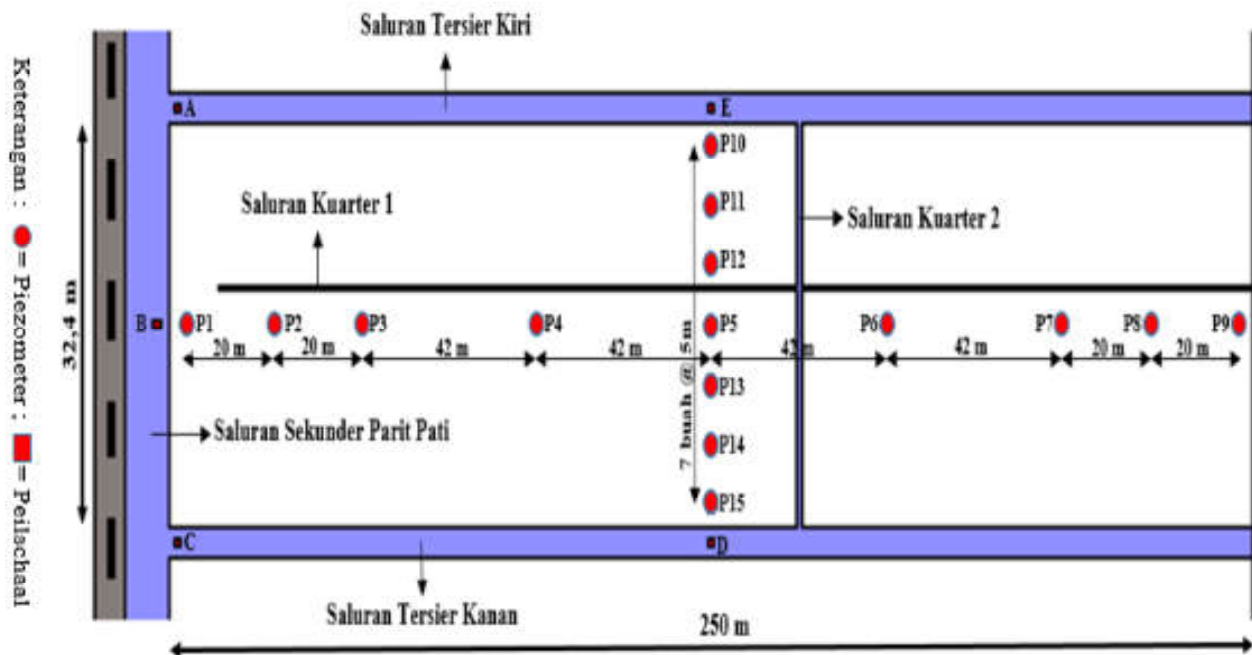 Saluran Tersier Kiri
A
E
P10
P11
P12
Saluran Kuarter 1
Saluran Kuarter 2
B
P1
P2
P3
P4
P5
P6
P7
P8
P9
20 m
20 m
42 m
42 m
42 m
42 m
20 m
20 m
P13
P14
P15
7 buah @ 5m
32,4 m
Saluran Sekunder Parit Pati
C
D
Saluran Tersier Kanan
250 m
Keterangan : = Piezometer : = Peilschaal